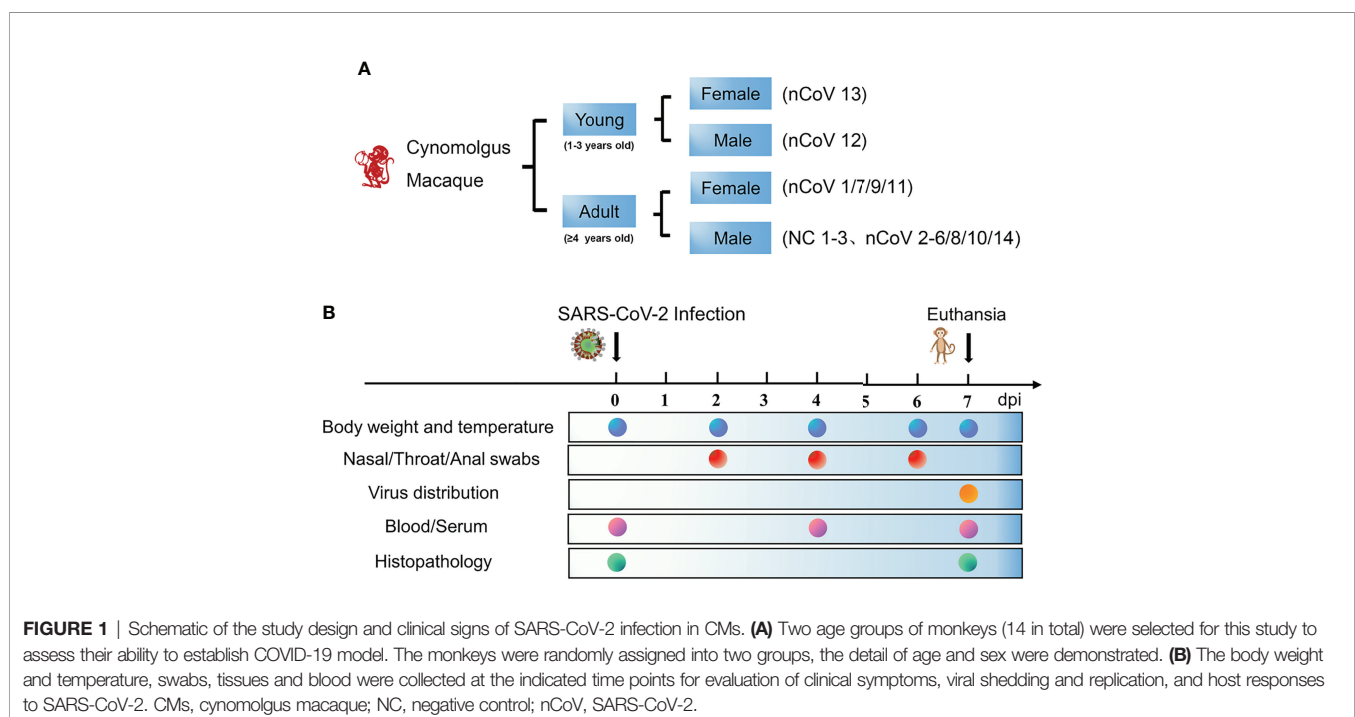 A
Cynomolgus
Macaque
Young
(1-3 years old)
Adult
(≥4 years old)
Female
(nCoV 13)
Male
(nCoV 12)
Female
(nCoV 1/7/9/11)
Male
(NC 1-3、nCoV 2-6/8/10/14)
B
SARS-CoV-2 Infection
Euthansia
0 1 2 3 4 5 6 7 dpi
Body weight and temperature
Nasal/Throat/Anal swabs
Virus distribution
Blood/Serum
Histopathology
FIGURE 1 | Schematic of the study design and clinical signs of SARS-CoV-2 infection in CMs. (A) Two age groups of monkeys (14 in total) were selected for this study to
assess their ability to establish COVID-19 model. The monkeys were randomly assigned into two groups, the detail of age and sex were demonstrated. (B) The body weight
and temperature, swabs, tissues and blood were collected at the indicated time points for evaluation of clinical symptoms, viral shedding and replication, and host responses
to SARS-CoV-2. CMs, cynomolgus macaque; NC, negative control; nCoV, SARS-CoV-2.